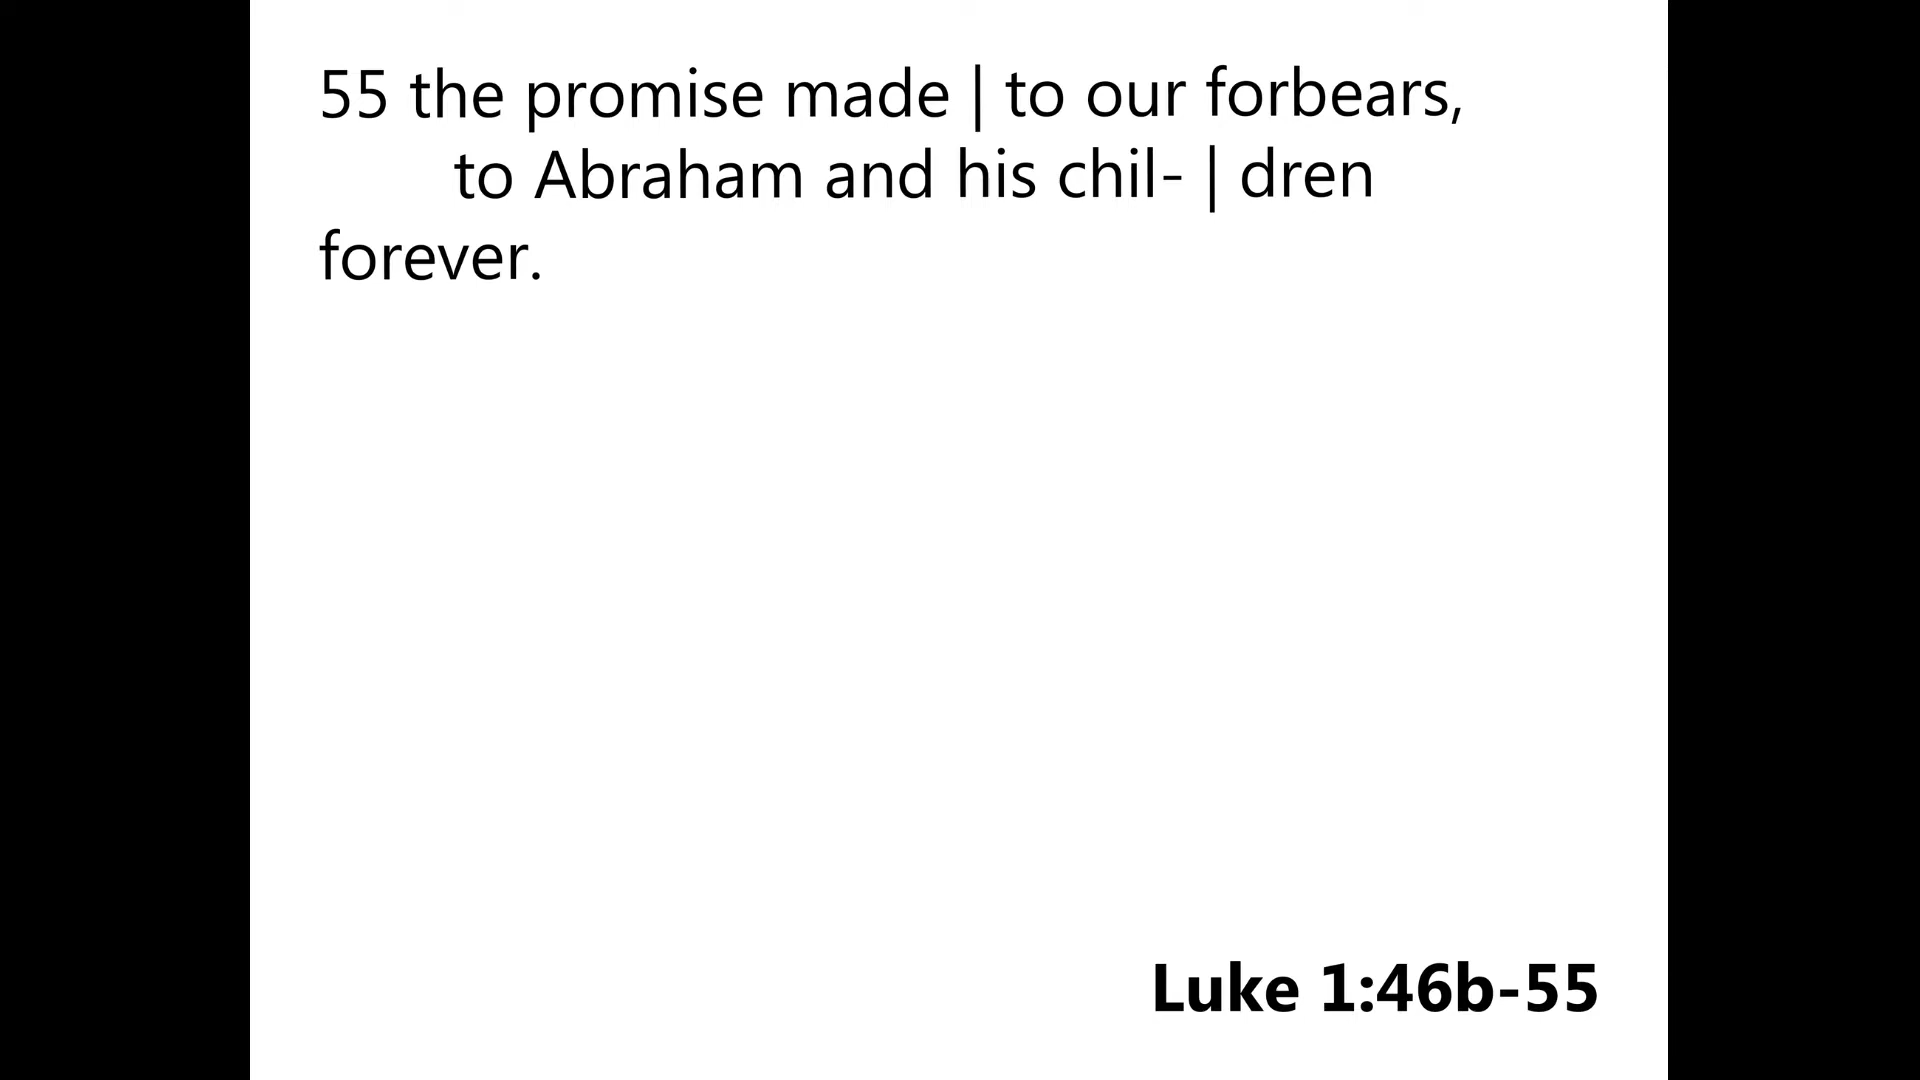 55 the promise made | to our forbears,
to Abraham and his chil- | dren
forever.
Luke 1:46b-55